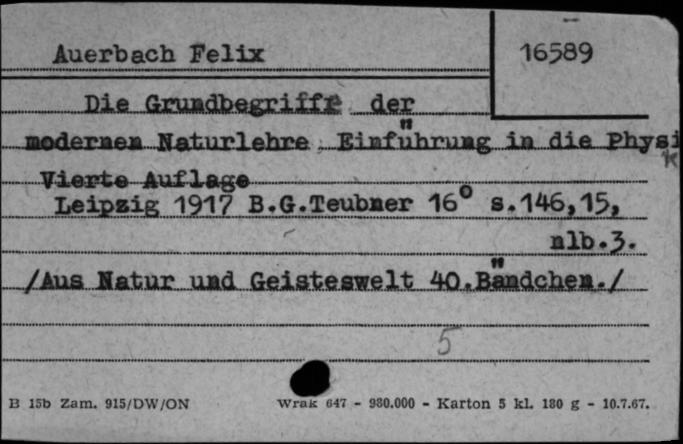 Auerbach Felix
16589
Die Grundbegriffe der
modernen Naturlehre Einführung in die Physik
Vierte Auflage
Leipzig 1917 B.G.Teubner 16° s.146,15,
nlb.3.
/Aus Natur und Geisteswelt 40.Bändchen./
5
B 15b Zam. 915/DW/ON Wrak 647 - 980.000 - Karton 5 kl. 180 g - 10.7.67.